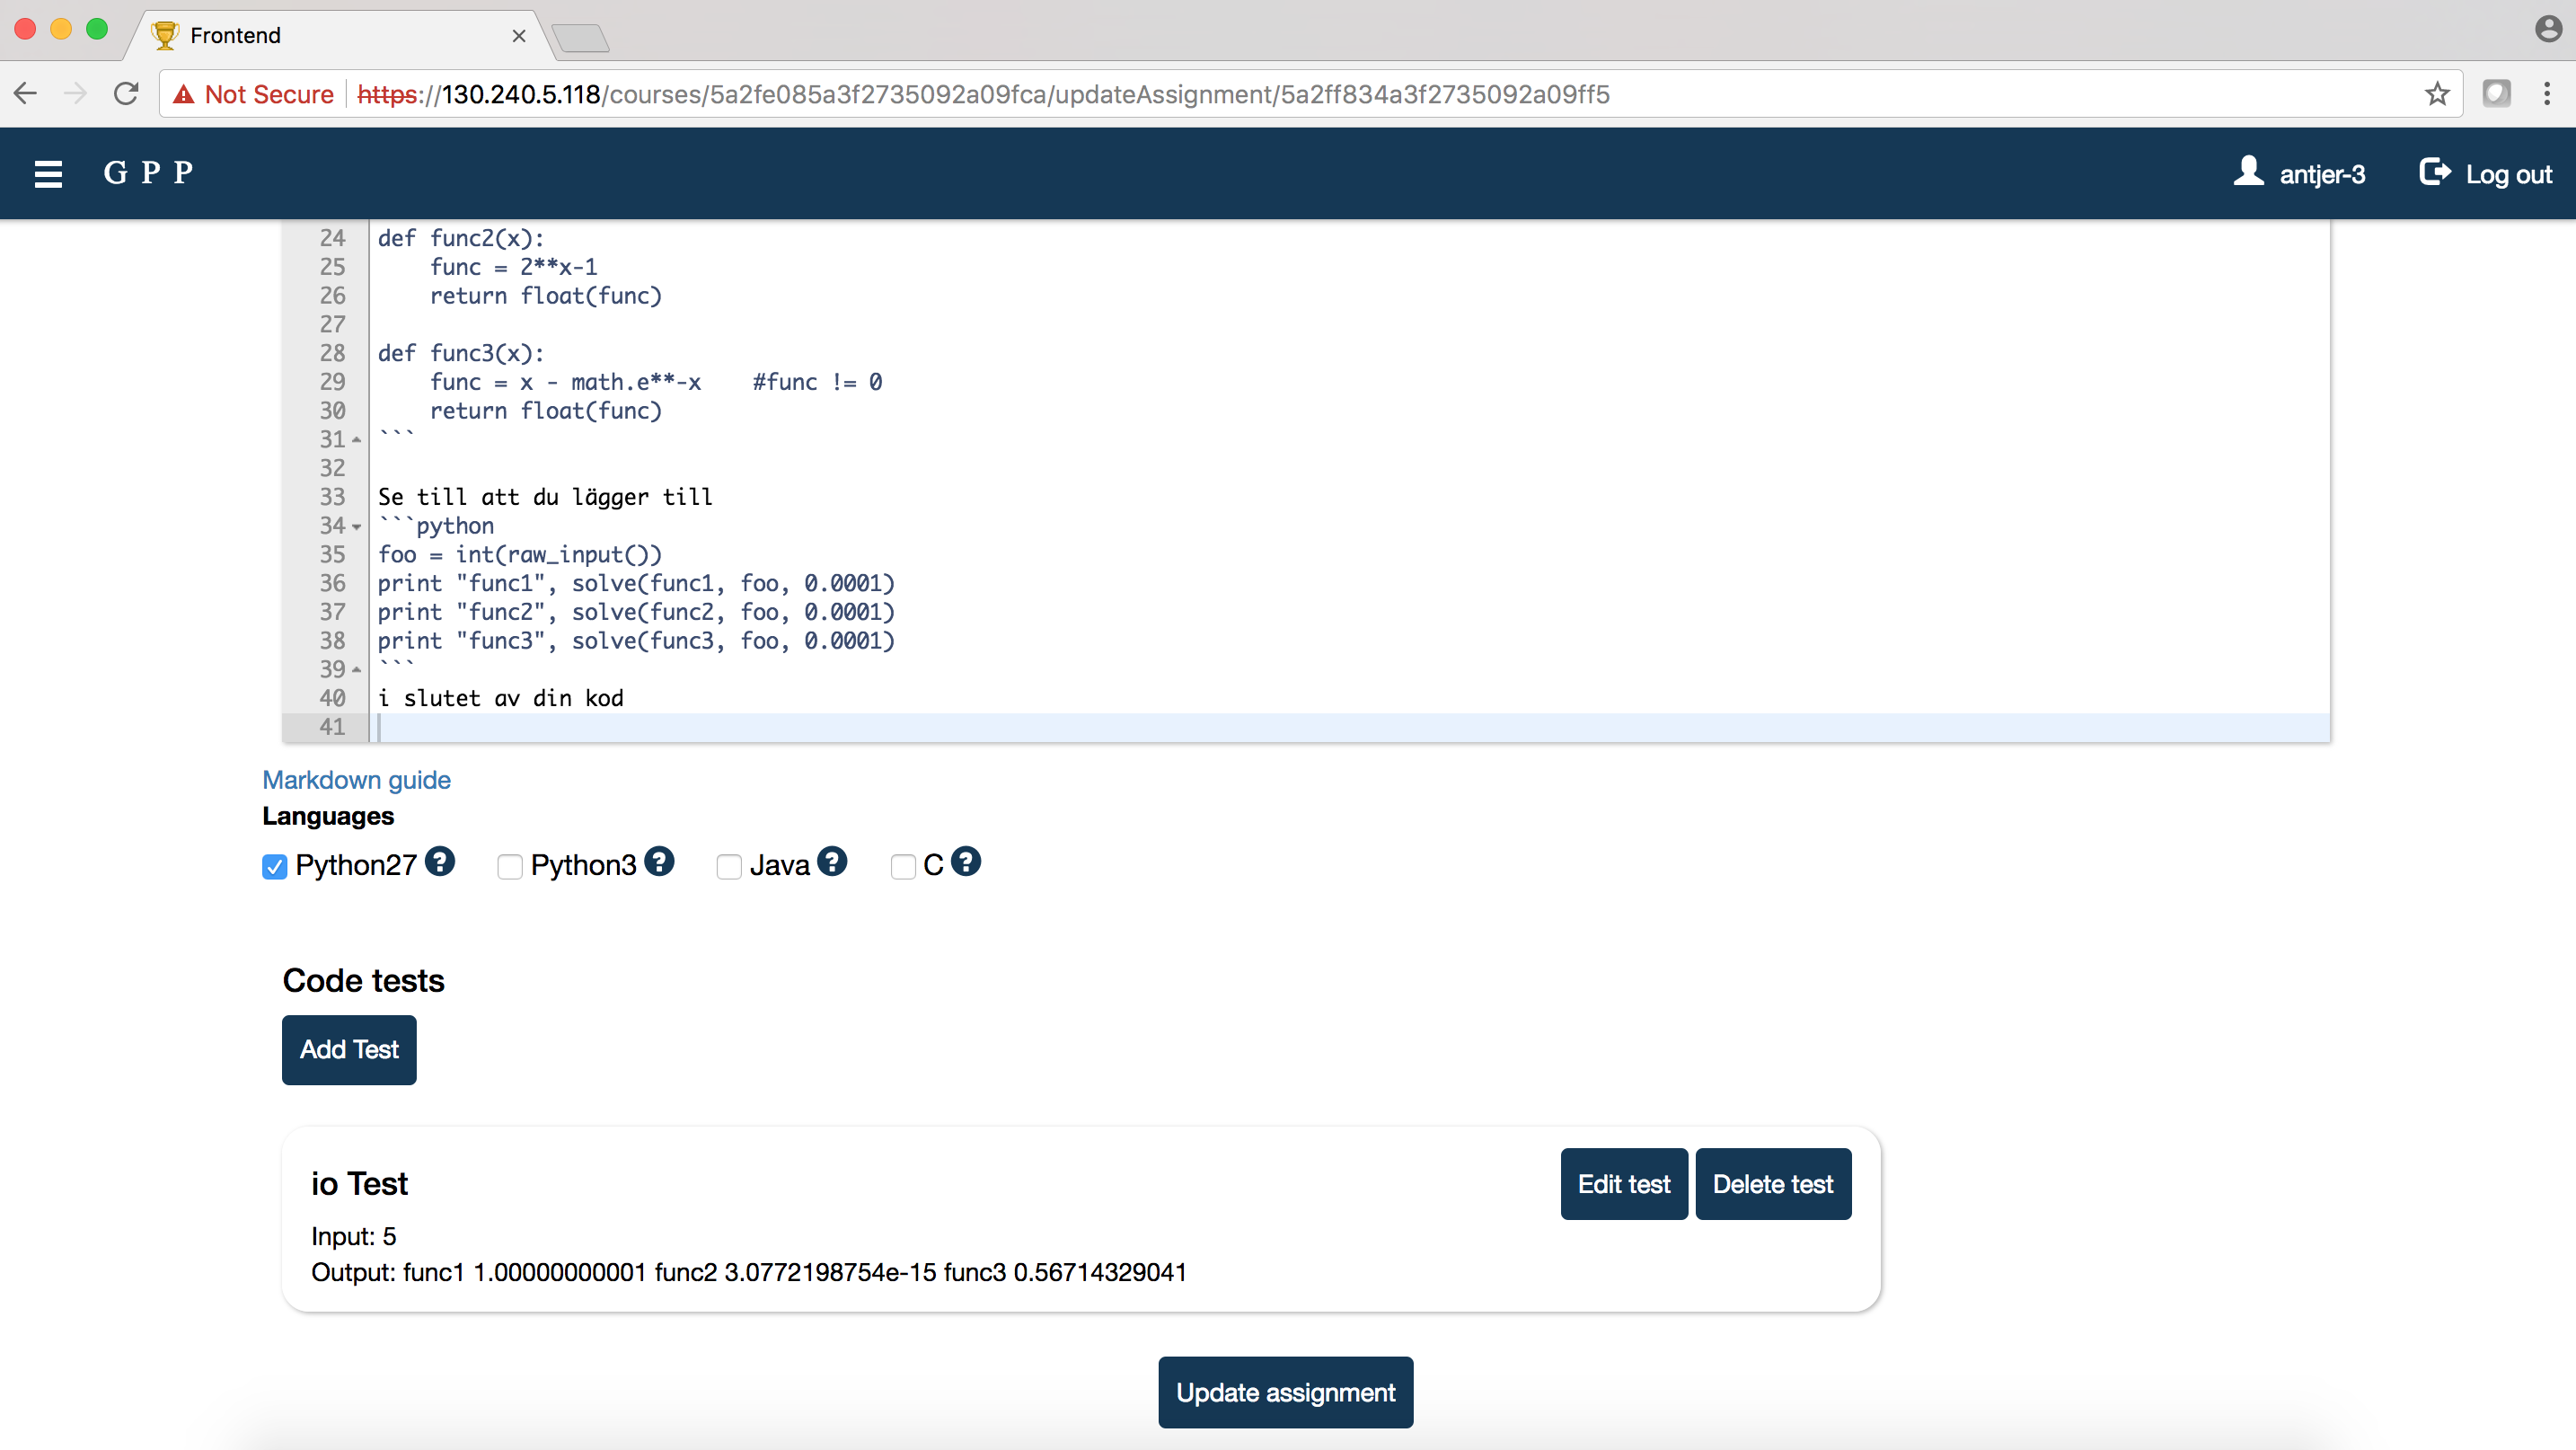 Frontend
Not Secure | https://130.240.5.118/courses/5a2fe085a3f2735092a09fca/updateAssignment/5a2ff834a3f2735092a09ff5
G P P
antjer-3
Log out
24 def func2(x):
25     func = 2**x-1
26     return float(func)
27
28 def func3(x):
29     func = x - math.e**-x    #func != 0
30     return float(func)
31 ```
32
33 Se till att du lägger till
34 ```python
35 foo = int(raw_input())
36 print "func1", solve(func1, foo, 0.0001)
37 print "func2", solve(func2, foo, 0.0001)
38 print "func3", solve(func3, foo, 0.0001)
39 ```
40 i slutet av din kod
41
Markdown guide
Languages
Python27 ? Python3 ? Java ? C ?
Code tests
Add Test
io Test
Edit test
Delete test
Input: 5
Output: func1 1.00000000001 func2 3.0772198754e-15 func3 0.56714329041
Update assignment